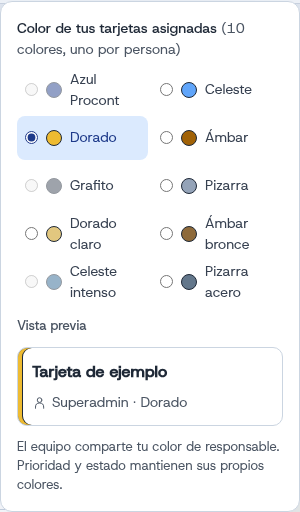 Color de tus tarjetas asignadas (10
colores, uno por persona)
Azul
Procont
Celeste
Dorado
Ámbar
Grafito
Pizarra
Dorado
claro
Ámbar
bronce
Celeste
intenso
Pizarra
acero
Vista previa
Tarjeta de ejemplo
Superadmin · Dorado
El equipo comparte tu color de responsable.
Prioridad y estado mantienen sus propios
colores.